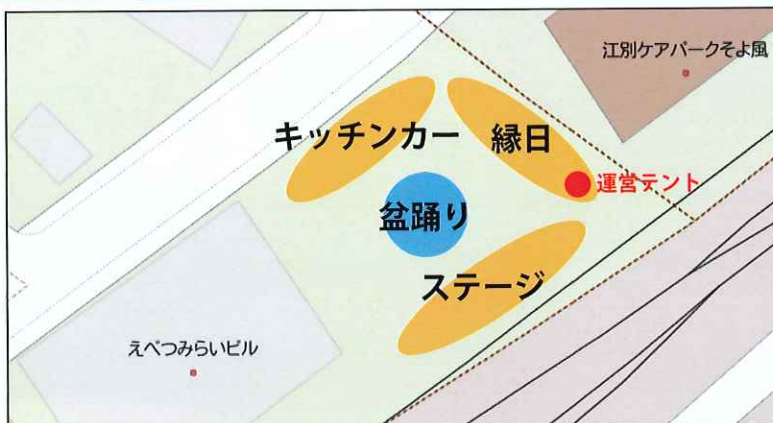 江別ケアパークそよ風
キッチンカー
縁日
運営テント
盆踊り
ステージ
えべつみらいビル